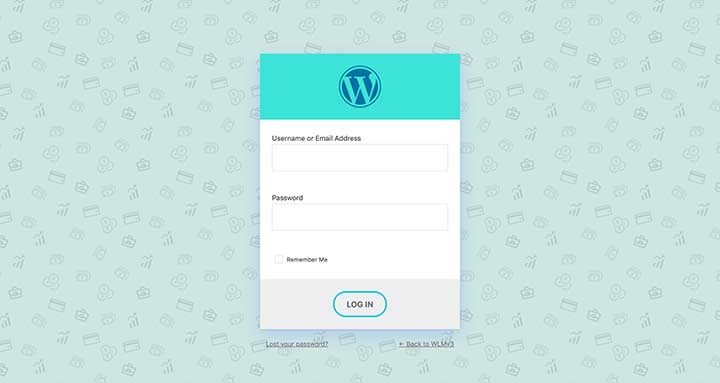 Username or Email Address
Password
Remember Me
LOG IN
Lost your password?
← Back to WLMv3